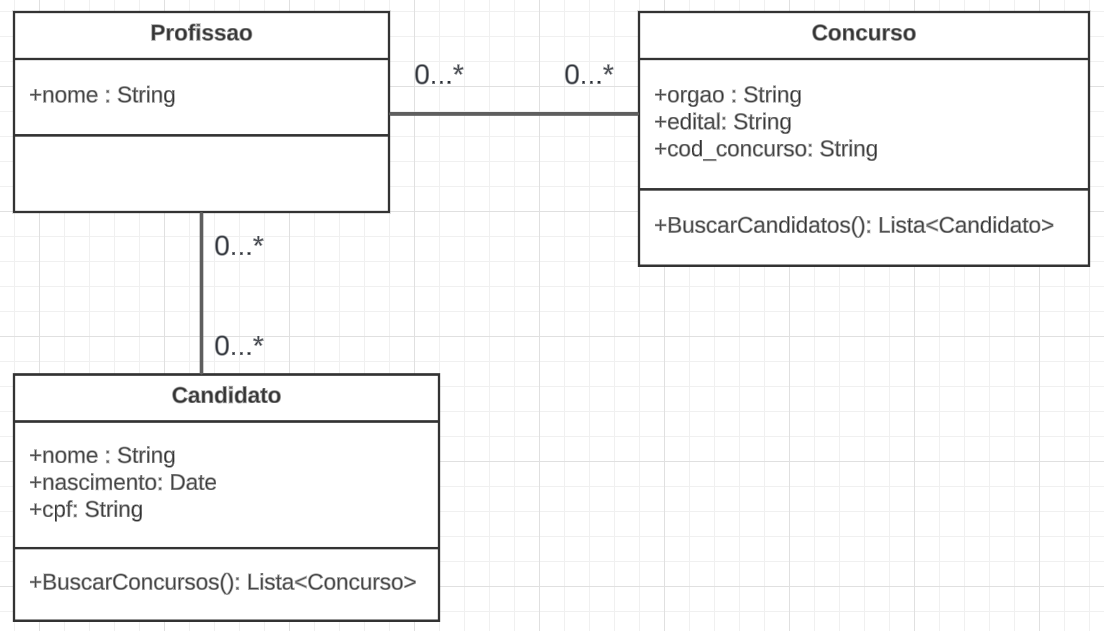 Profissao
+nome : String
0...*
0...*
Concurso
+orgao : String
+edital: String
+cod_concurso: String
+BuscarCandidatos(): Lista<Candidato>
0...*
0...*
Candidato
+nome : String
+nascimento: Date
+cpf: String
+BuscarConcursos(): Lista<Concurso>